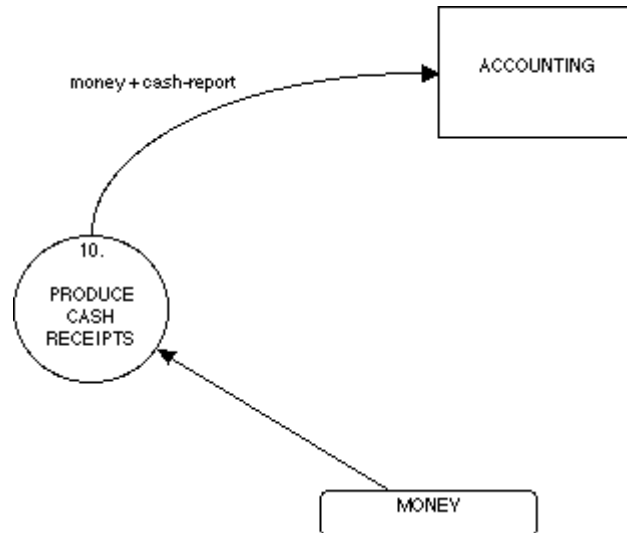 ACCOUNTING
money + cash-report
10.
PRODUCE
CASH
RECEIPTS
MONEY